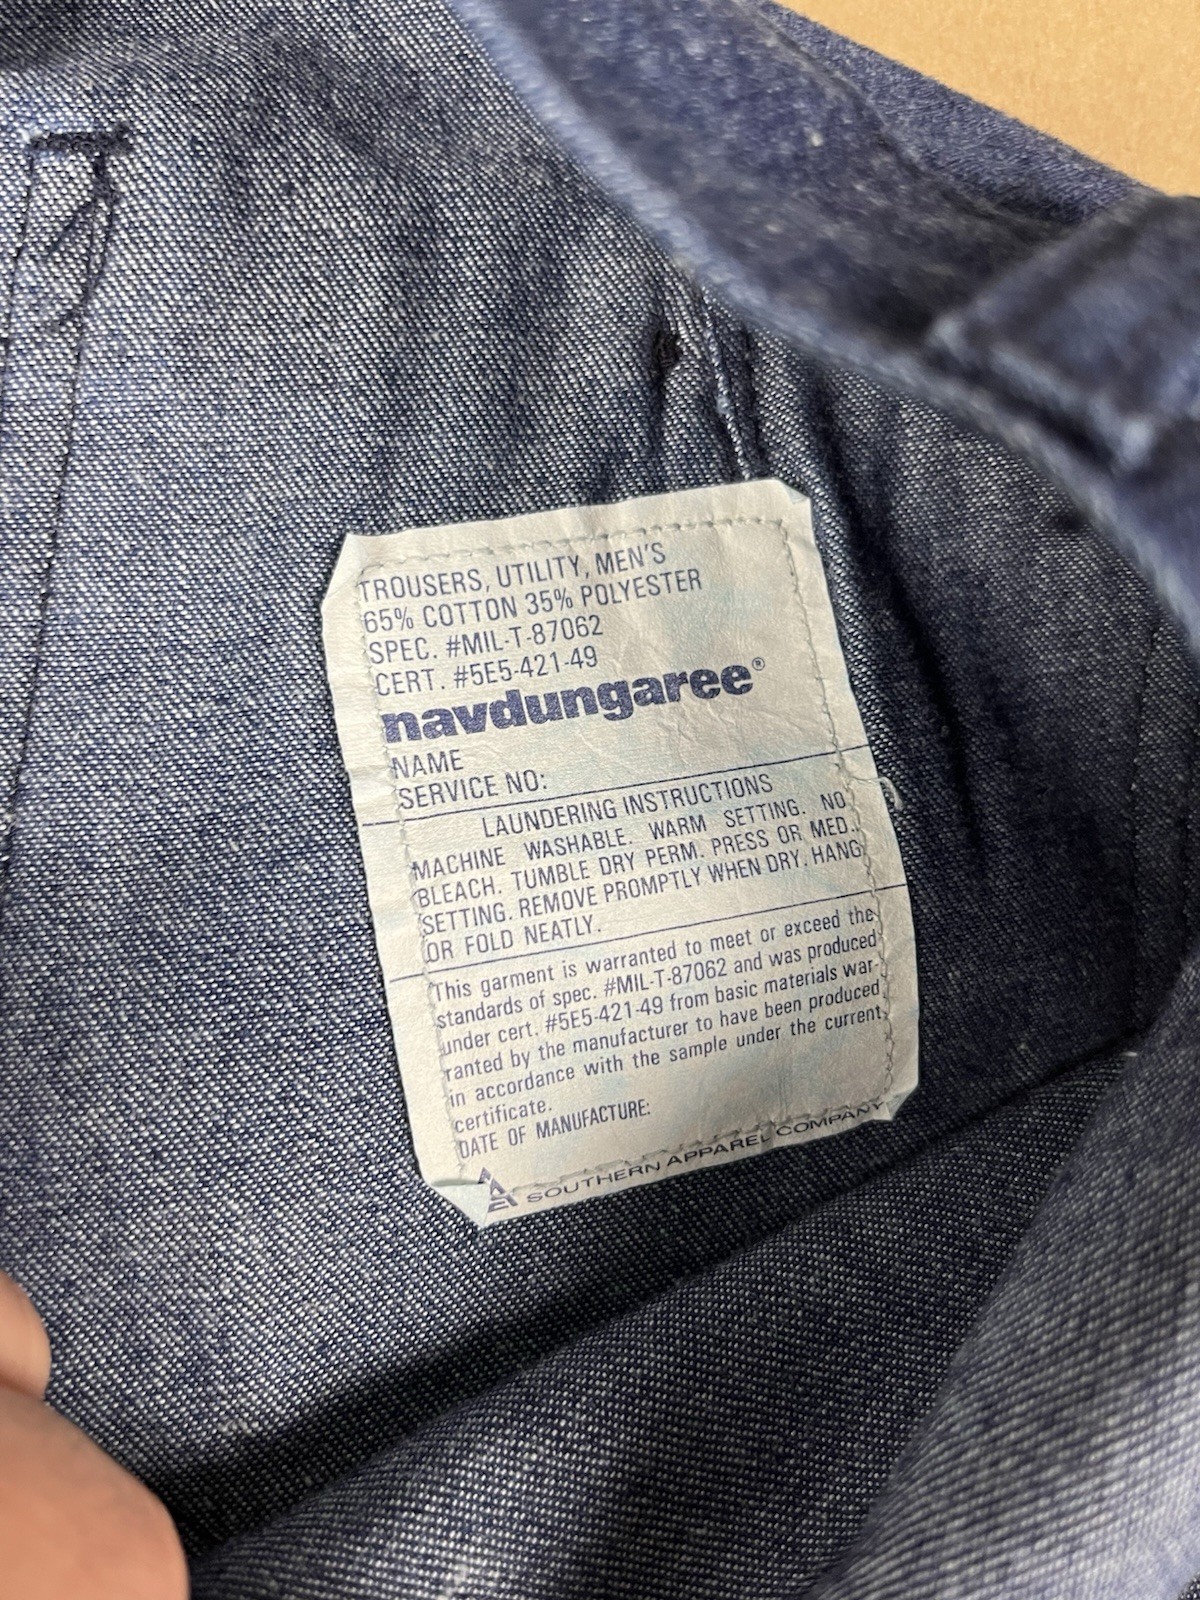 TROUSERS, UTILITY, MEN'S
65% COTTON 35% POLYESTER
SPEC. #MIL-T-87062
CERT. #5E5-421-49
navdungaree®
NAME
SERVICE NO:
LAUNDERING INSTRUCTIONS
MACHINE WASHABLE. WARM SETTING. NO
BLEACH. TUMBLE DRY PERM. PRESS OR MED.
SETTING. REMOVE PROMPTLY WHEN DRY. HANG
OR FOLD NEATLY.
This garment is warranted to meet or exceed the
standards of spec. #MIL-T-87062 and was produced
under cert. #5E5-421-49 from basic materials war-
ranted by the manufacturer to have been produced
in accordance with the sample under the current
certificate.
DATE OF MANUFACTURE:
SOUTHERN APPAREL COMPANY